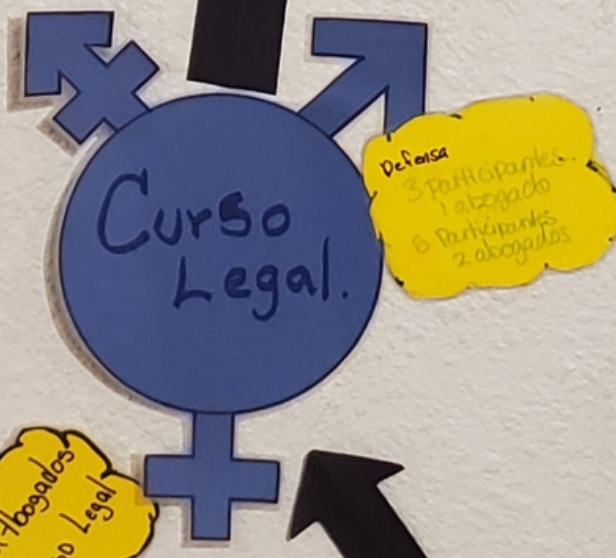 Curso
Legal.
Defensa
3 Participantes.
1 abogado
6 Participantes
2 abogados
Abogados
Legal